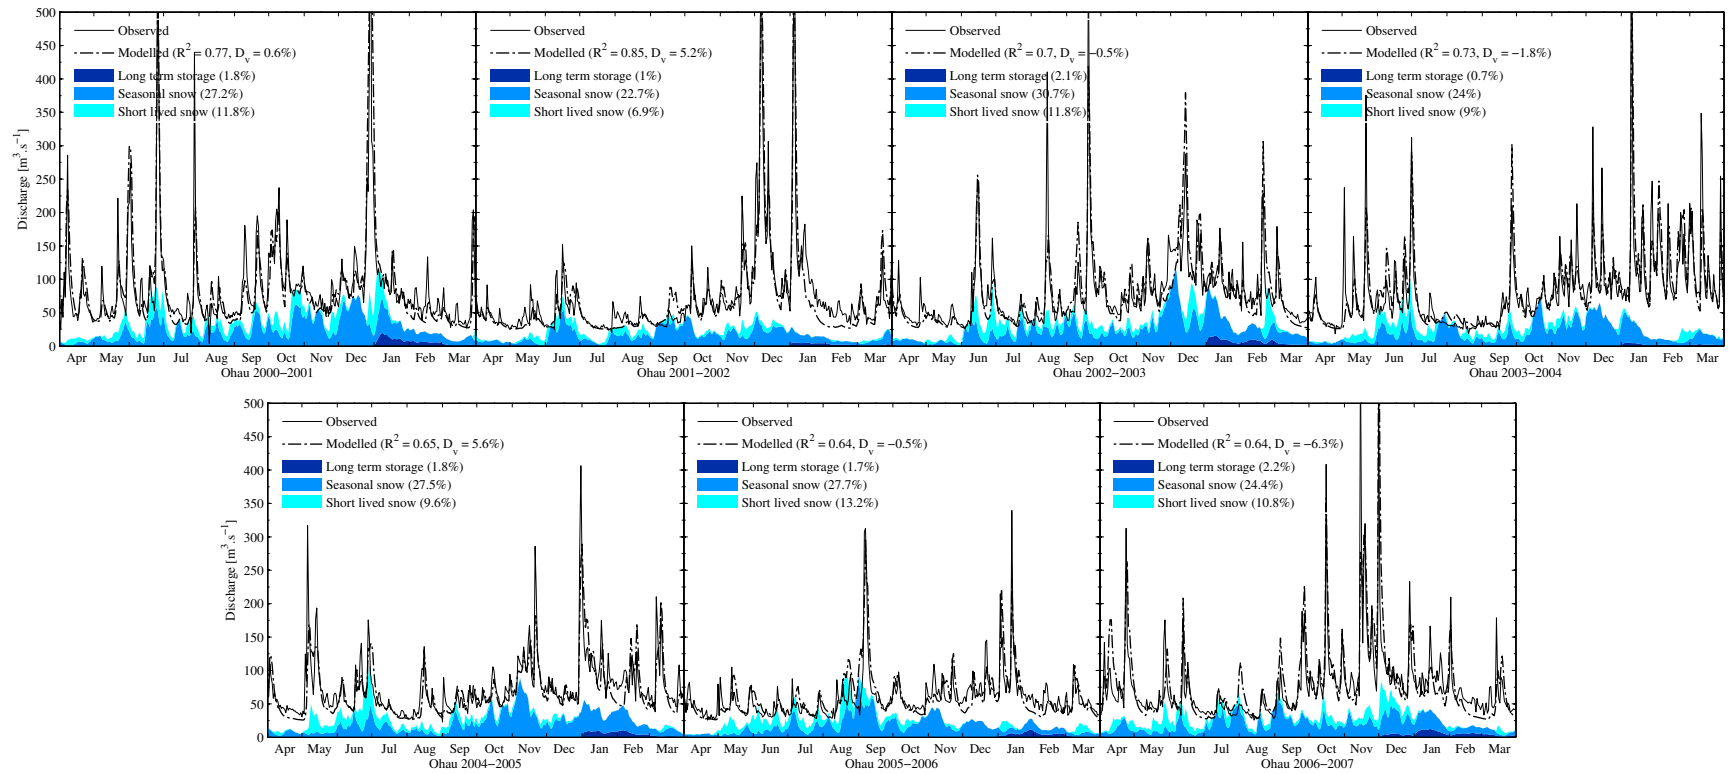 500
450
400
350
300
250
200
150
100
50
0
Discharge [m³.s⁻¹]
Observed
Modelled (R² = 0.77, Dᵥ = 0.6%)
Long term storage (1.8%)
Seasonal snow (27.2%)
Short lived snow (11.8%)
Apr May Jun Jul Aug Sep Oct Nov Dec Jan Feb Mar
Ohau 2000−2001
Observed
Modelled (R² = 0.85, Dᵥ = 5.2%)
Long term storage (1%)
Seasonal snow (22.7%)
Short lived snow (6.9%)
Apr May Jun Jul Aug Sep Oct Nov Dec Jan Feb Mar
Ohau 2001−2002
Observed
Modelled (R² = 0.7, Dᵥ = −0.5%)
Long term storage (2.1%)
Seasonal snow (30.7%)
Short lived snow (11.8%)
Apr May Jun Jul Aug Sep Oct Nov Dec Jan Feb Mar
Ohau 2002−2003
Observed
Modelled (R² = 0.73, Dᵥ = −1.8%)
Long term storage (0.7%)
Seasonal snow (24%)
Short lived snow (9%)
Apr May Jun Jul Aug Sep Oct Nov Dec Jan Feb Mar
Ohau 2003−2004
500
450
400
350
300
250
200
150
100
50
0
Discharge [m³.s⁻¹]
Observed
Modelled (R² = 0.65, Dᵥ = 5.6%)
Long term storage (1.8%)
Seasonal snow (27.5%)
Short lived snow (9.6%)
Apr May Jun Jul Aug Sep Oct Nov Dec Jan Feb Mar
Ohau 2004−2005
Observed
Modelled (R² = 0.64, Dᵥ = −0.5%)
Long term storage (1.7%)
Seasonal snow (27.7%)
Short lived snow (13.2%)
Apr May Jun Jul Aug Sep Oct Nov Dec Jan Feb Mar
Ohau 2005−2006
Observed
Modelled (R² = 0.64, Dᵥ = −6.3%)
Long term storage (2.2%)
Seasonal snow (24.4%)
Short lived snow (10.8%)
Apr May Jun Jul Aug Sep Oct Nov Dec Jan Feb Mar
Ohau 2006−2007